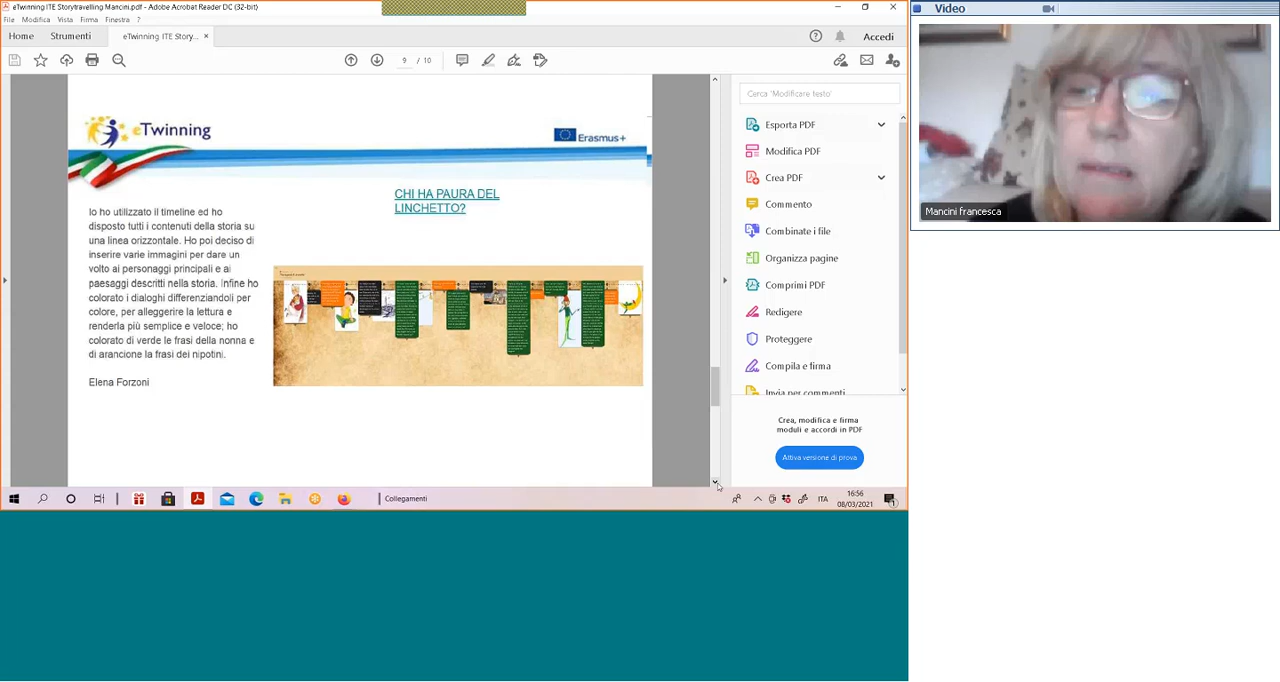 eTwinning ITE Storytravelling Mancini.pdf - Adobe Acrobat Reader DC (32-bit)
File Modifica Vista Firma Finestra ?
Home Strumenti eTwinning ITE Story... × Accedi
9 / 10
eTwinning
Erasmus+
CHI HA PAURA DEL
LINCHETTO?
Io ho utilizzato il timeline ed ho
disposto tutti i contenuti della storia su
una linea orizzontale. Ho poi deciso di
inserire varie immagini per dare un
volto ai personaggi principali e ai
paesaggi descritti nella storia. Infine ho
colorato i dialoghi differenziandoli per
colore, per alleggerire la lettura e
renderla più semplice e veloce; ho
colorato di verde le frasi della nonna e
di arancione la frasi dei nipotini.
Elena Forzoni
Cerca 'Modificare testo'
Esporta PDF
Modifica PDF
Crea PDF
Commento
Combinate i file
Organizza pagine
Comprimi PDF
Redigere
Proteggere
Compila e firma
Invia per commenti
Crea, modifica e firma
moduli e accordi in PDF
Attiva versione di prova
Collegamenti
ITA
16:56
08/03/2021
Video
Mancini francesca